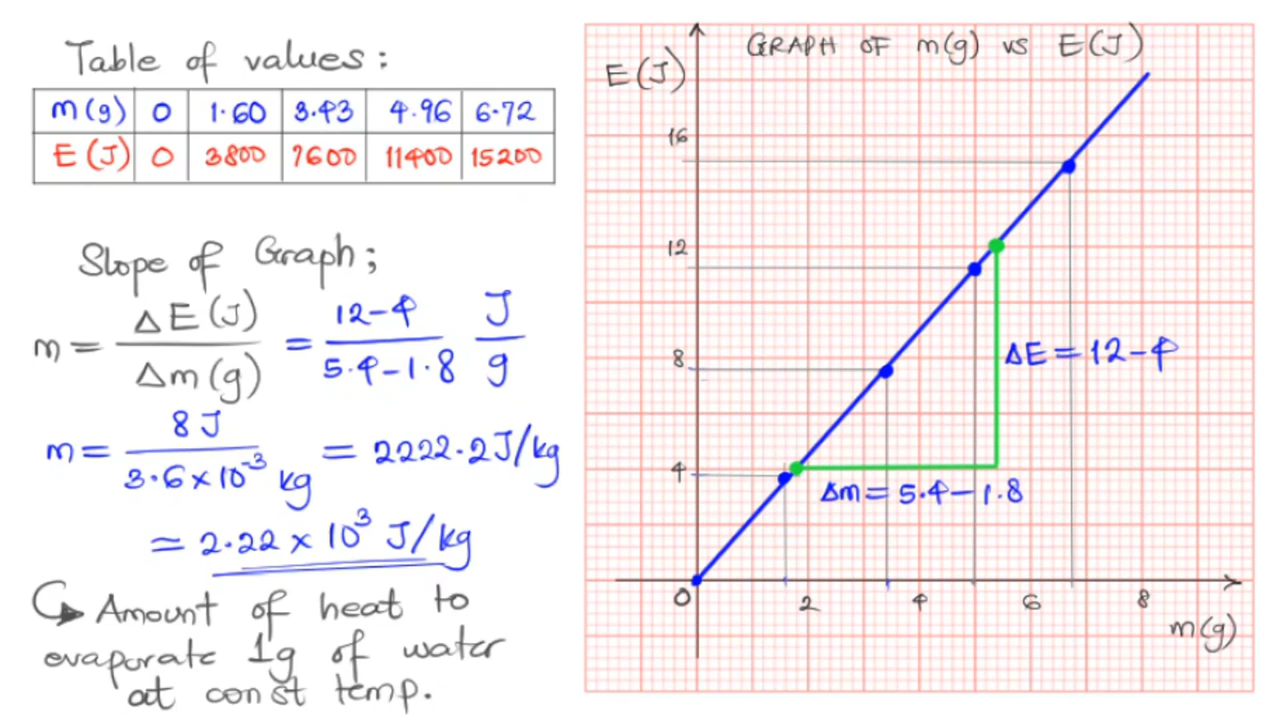 Table of values:
m(g) 0 1.60 3.43 4.96 6.72
E(J) 0 3800 7600 11400 15200
Slope of Graph;
m = ΔE(J) / Δm(g) = 12-4 / 5.4-1.8 J / g
m = 8J / 3.6×10⁻³ kg = 2222.2J/kg
= 2.22 × 10³ J/kg
↪ Amount of heat to
evaporate 1g of water
at const temp.
GRAPH OF m(g) vs E(J)
E(J)
16
12
8
4
0
2 4 6 8
m(g)
ΔE = 12-4
Δm = 5.4-1.8